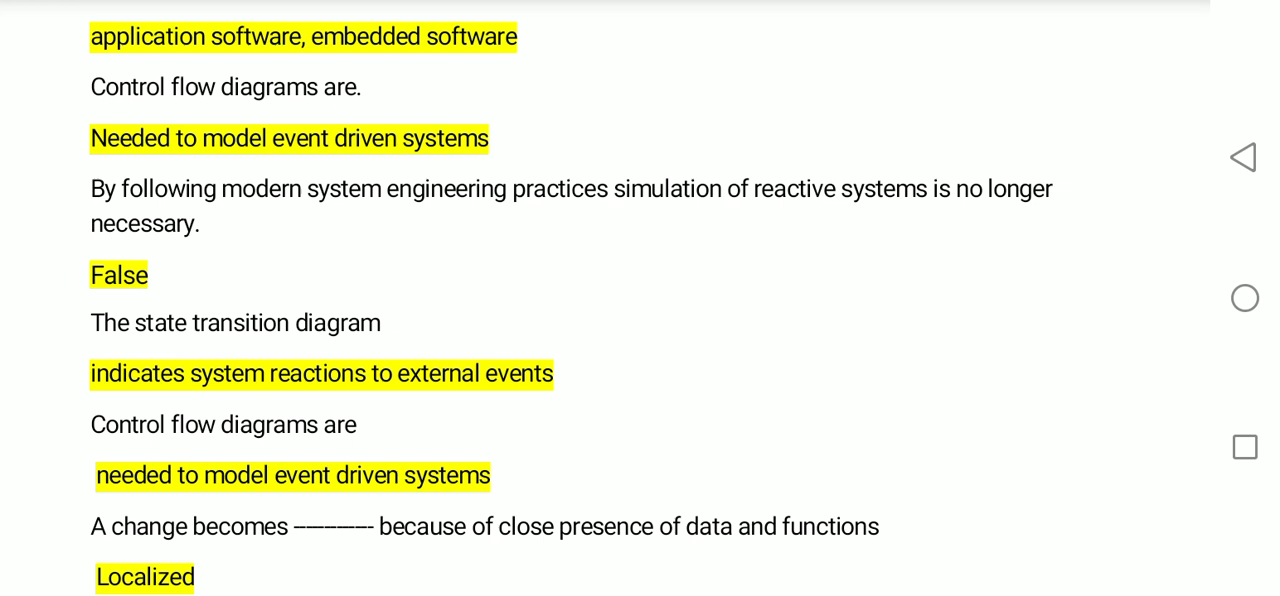 application software, embedded software
Control flow diagrams are.
Needed to model event driven systems
By following modern system engineering practices simulation of reactive systems is no longer
necessary.
False
The state transition diagram
indicates system reactions to external events
Control flow diagrams are
needed to model event driven systems
A change becomes ———— because of close presence of data and functions
Localized